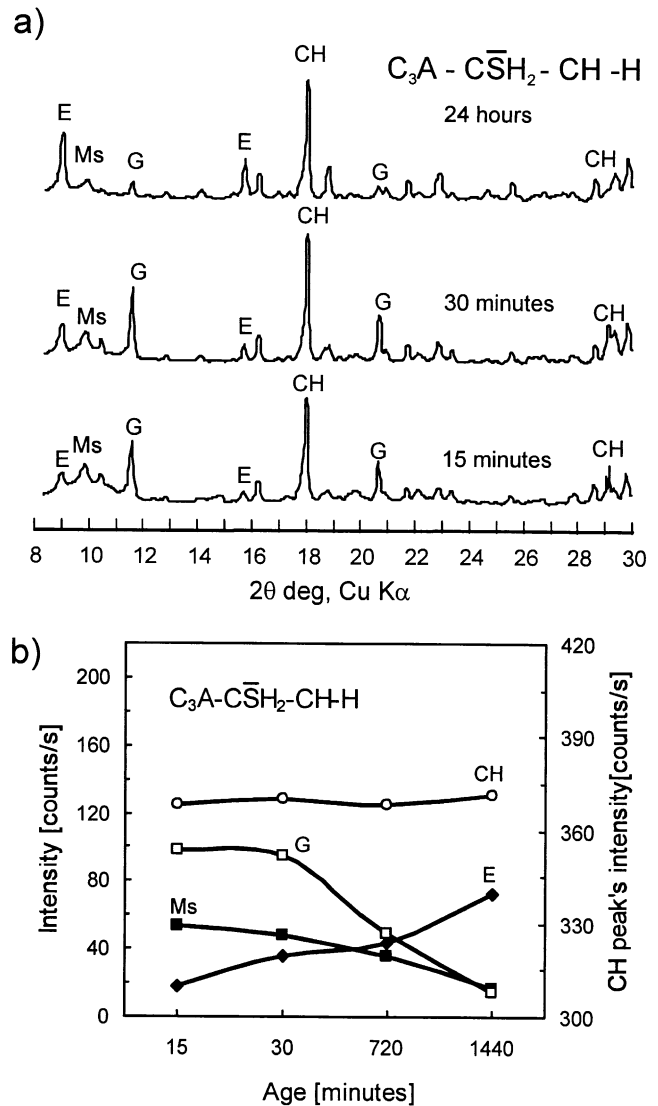 a)
C₃A - CS̅H₂ - CH -H
24 hours
E
Ms
G
E
CH
G
CH
30 minutes
E
Ms
G
E
CH
G
CH
15 minutes
E
Ms
G
E
CH
G
CH
8 10 12 14 16 18 20 22 24 26 28 30
2θ deg, Cu Kα
b)
C₃A-CS̅H₂-CH-H
Intensity [counts/s]
200
160
120
80
40
0
CH peak's intensity[counts/s]
420
390
360
330
300
CH
G
E
Ms
15 30 720 1440
Age [minutes]